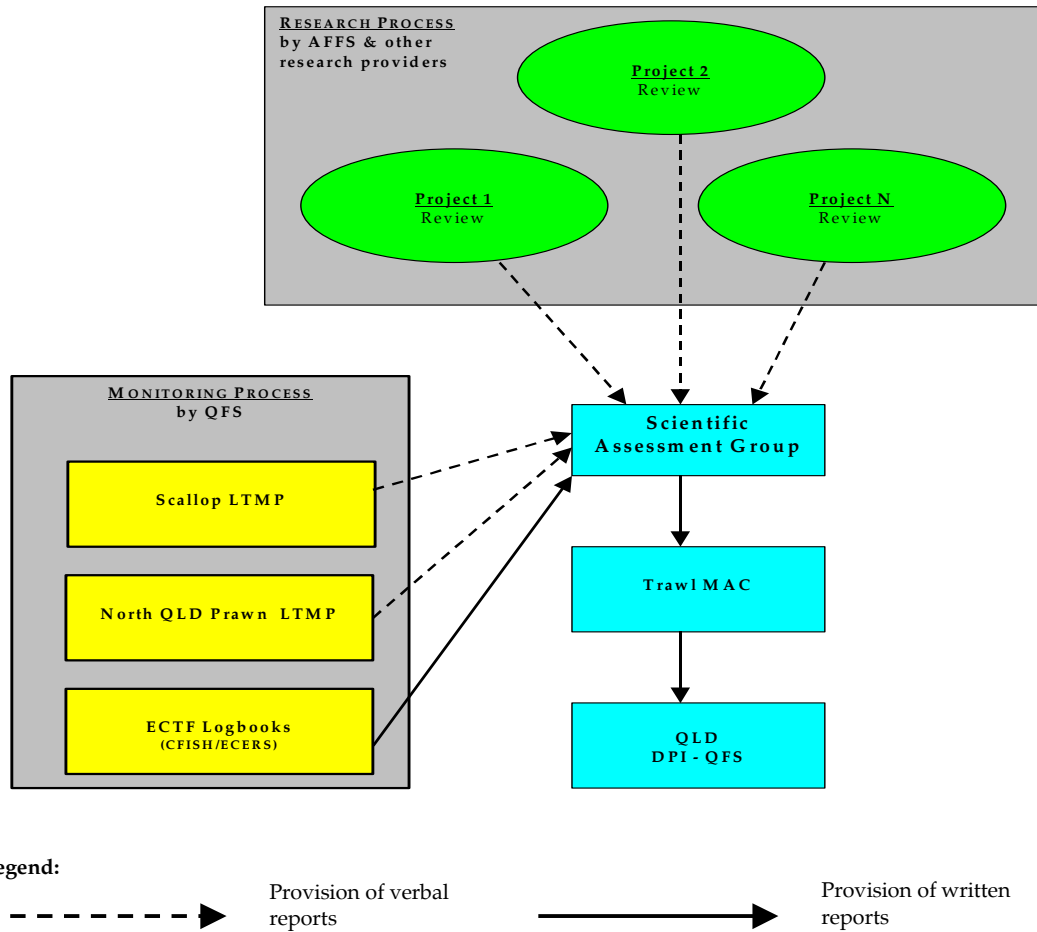 RESEARCH PROCESS
by AFFS & other
research providers
Project 2
Review
Project 1
Review
Project N
Review
MONITORING PROCESS
by QFS
Scallop LTMP
North QLD Prawn LTMP
ECTF Logbooks
(CFISH/ECERS)
Scientific
Assessment Group
Trawl MAC
QLD
DPI - QFS
egend:
Provision of verbal
reports
Provision of written
reports